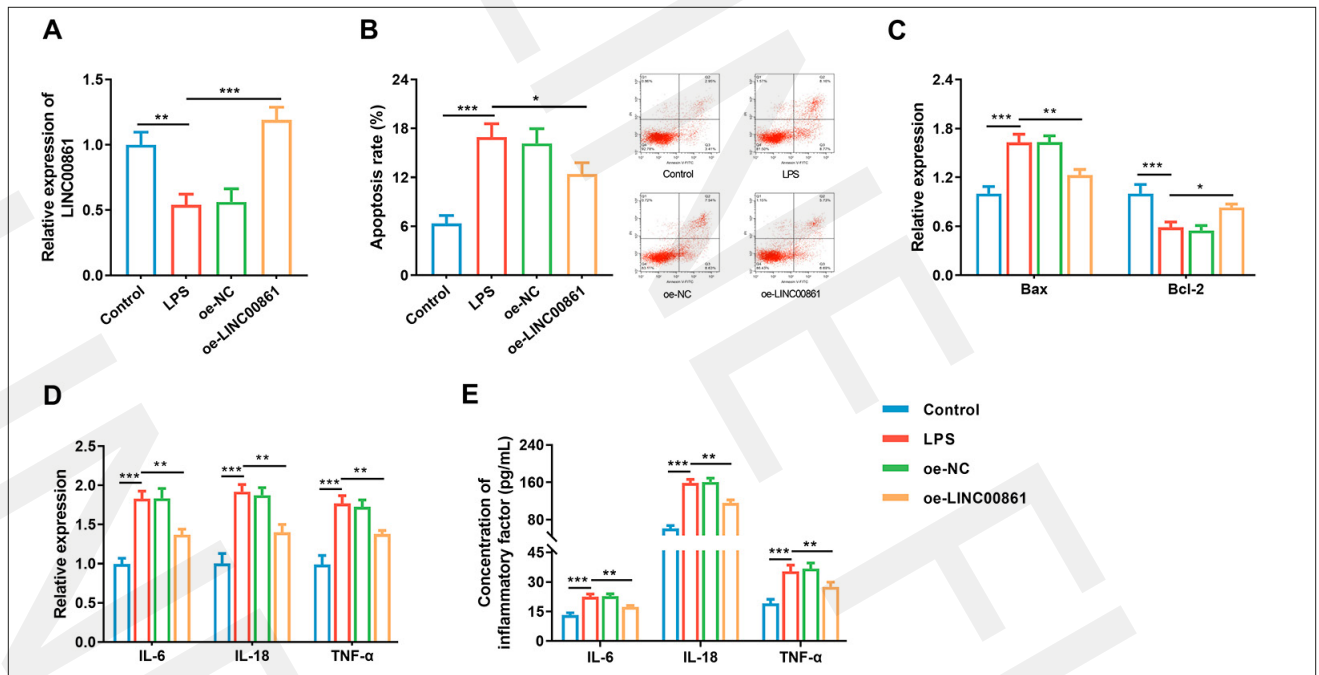 A
Relative expression of
LINC00861
1.5
1.0
0.5
0.0
**
***
Control
LPS
oe-NC
oe-LINC00861
B
Apoptosis rate (%)
24
18
12
6
0
***
*
Control
LPS
oe-NC
oe-LINC00861
Control
LPS
oe-NC
oe-LINC00861
C
Relative expression
2.4
1.8
1.2
0.6
0.0
***
**
***
*
Bax
Bcl-2
D
Relative expression
2.5
2.0
1.5
1.0
0.5
0.0
***
**
***
**
***
**
IL-6
IL-18
TNF-α
E
Concentration of
inflammatory factor (pg/mL)
240
160
80
45
30
15
0
***
**
***
**
***
**
IL-6
IL-18
TNF-α
Control
LPS
oe-NC
oe-LINC00861